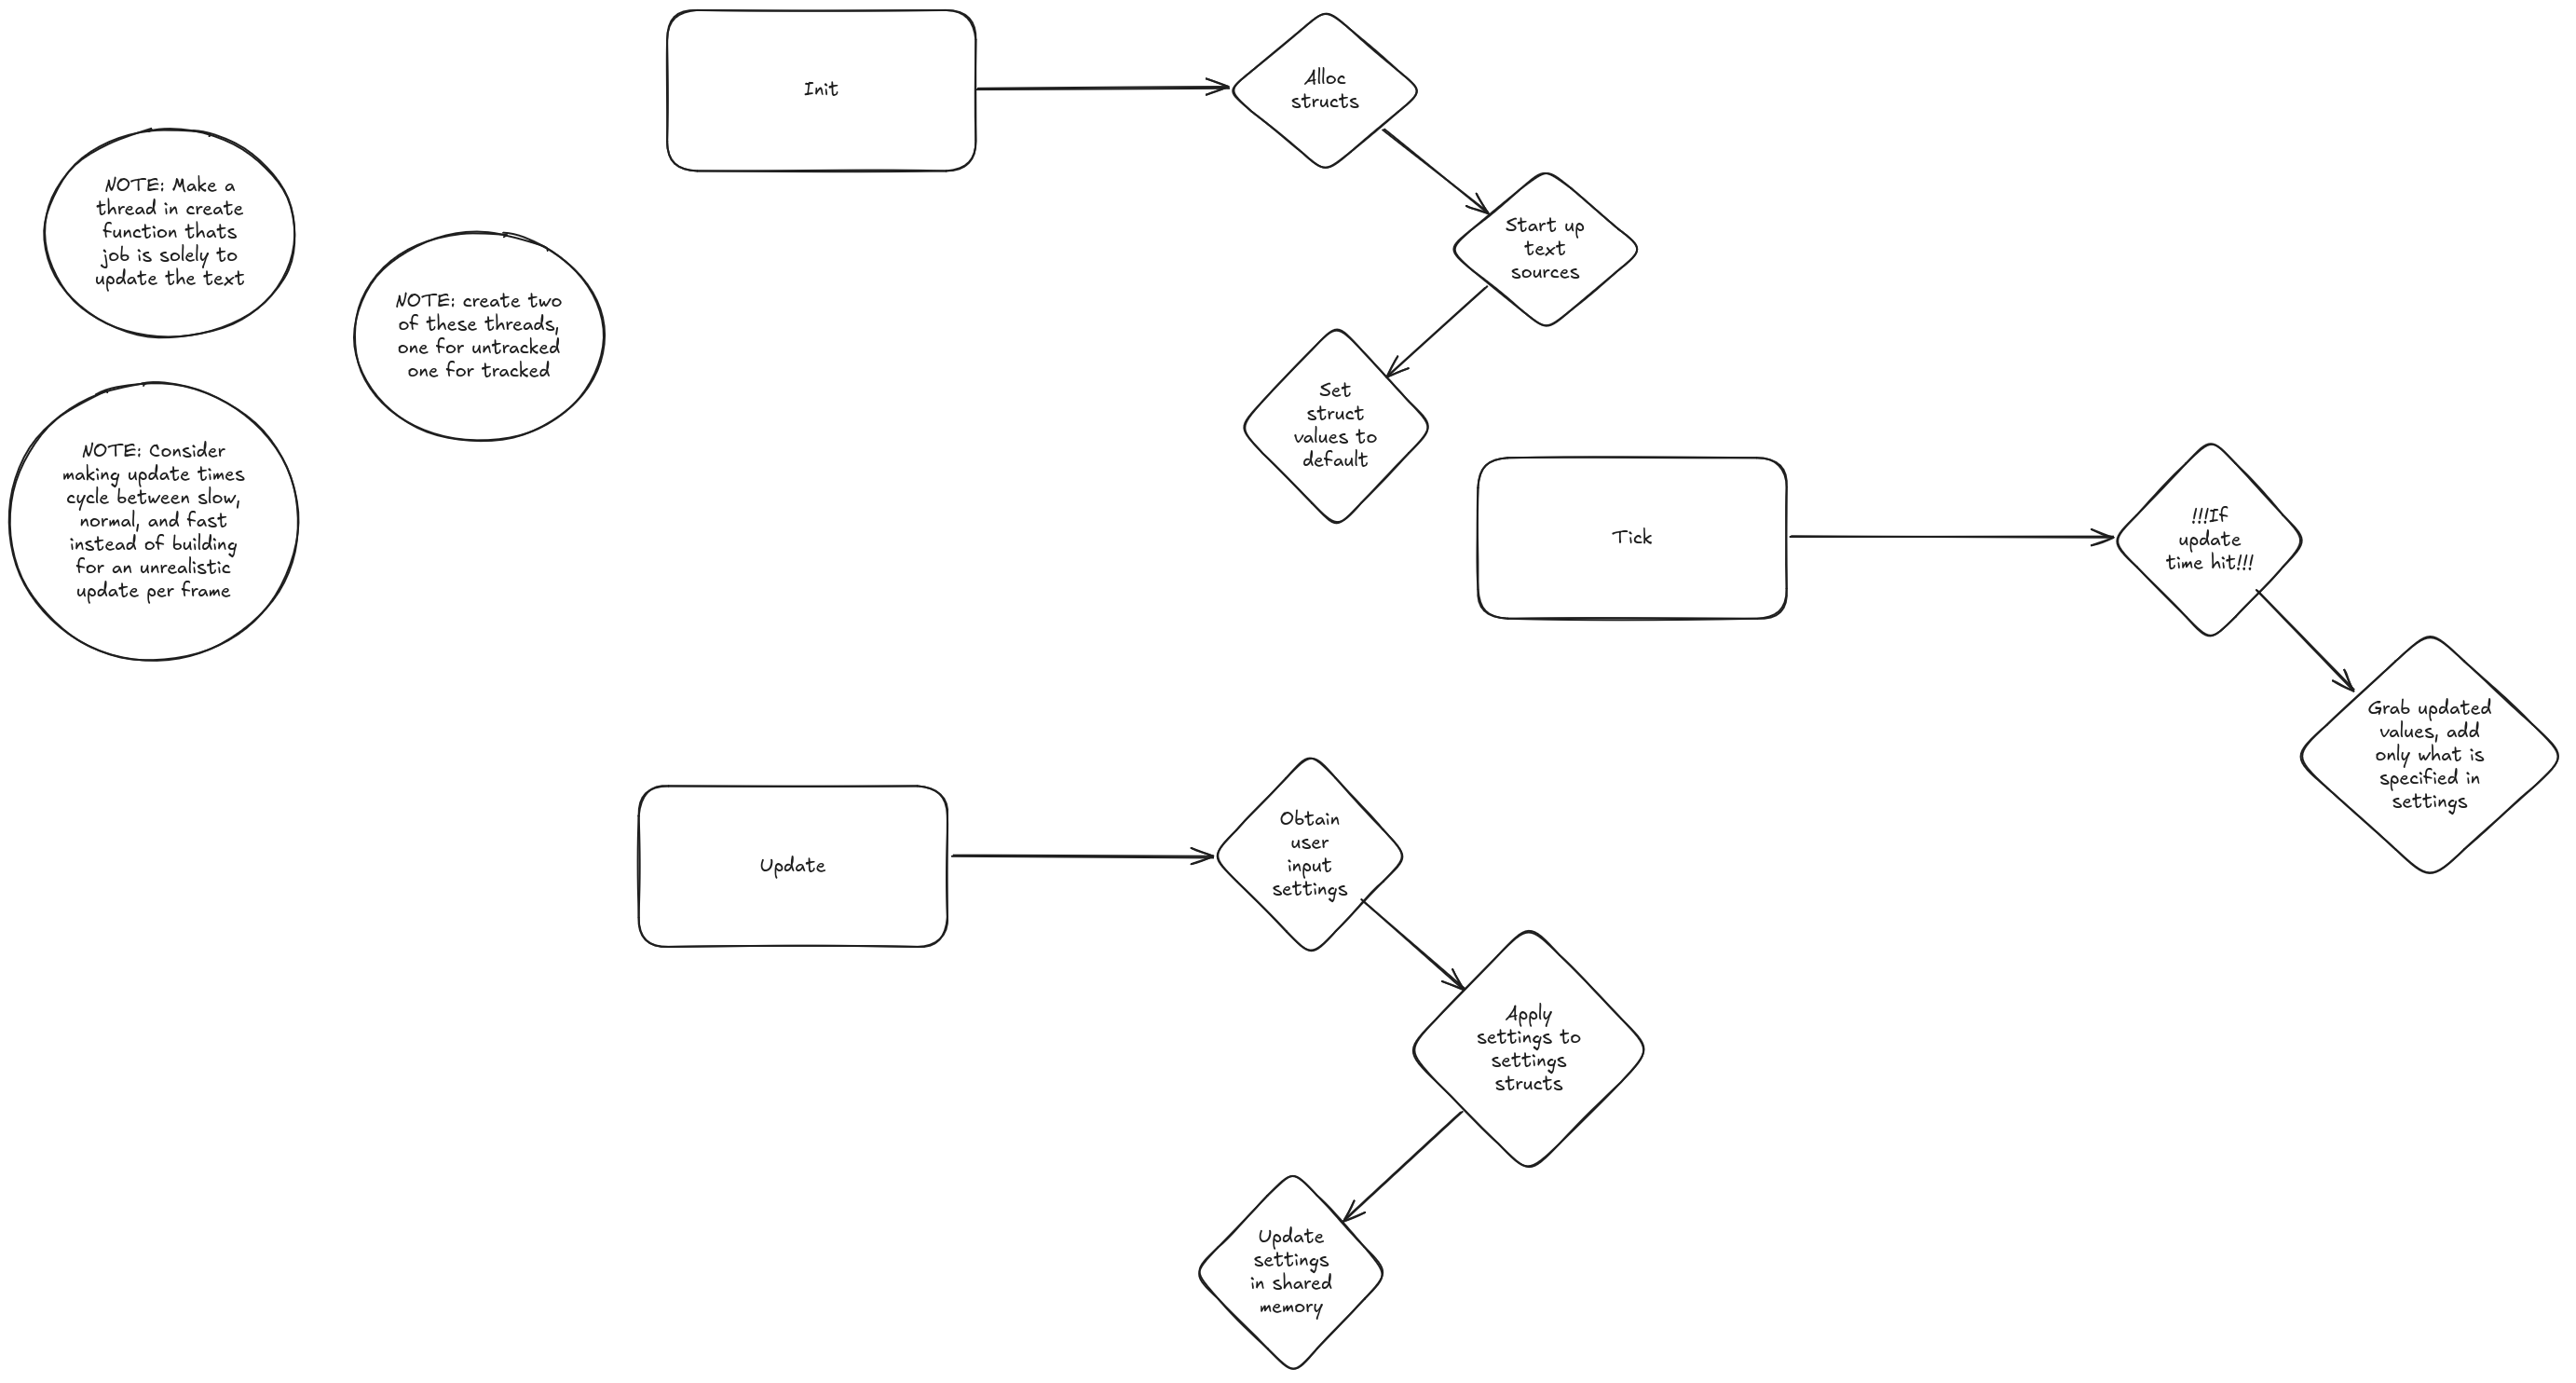 Init
Alloc
structs
Start up
text
sources
Set
struct
values to
default
NOTE: Make a
thread in create
function thats
job is solely to
update the text
NOTE: create two
of these threads,
one for untracked
one for tracked
NOTE: Consider
making update times
cycle between slow,
normal, and fast
instead of building
for an unrealistic
update per frame
Tick
!!!If
update
time hit!!!
Grab updated
values, add
only what is
specified in
settings
Update
Obtain
user
input
settings
Apply
settings to
settings
structs
Update
settings
in shared
memory